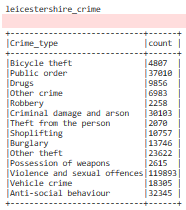 leicestershire_crime
+----------------------------+------+
|Crime_type |count |
+----------------------------+------+
|Bicycle theft |4807 |
|Public order |37010 |
|Drugs |9856 |
|Other crime |6983 |
|Robbery |2258 |
|Criminal damage and arson |30103 |
|Theft from the person |2070 |
|Shoplifting |10757 |
|Burglary |13746 |
|Other theft |23622 |
|Possession of weapons |2615 |
|Violence and sexual offences|119893|
|Vehicle crime |18305 |
|Anti-social behaviour |32345 |